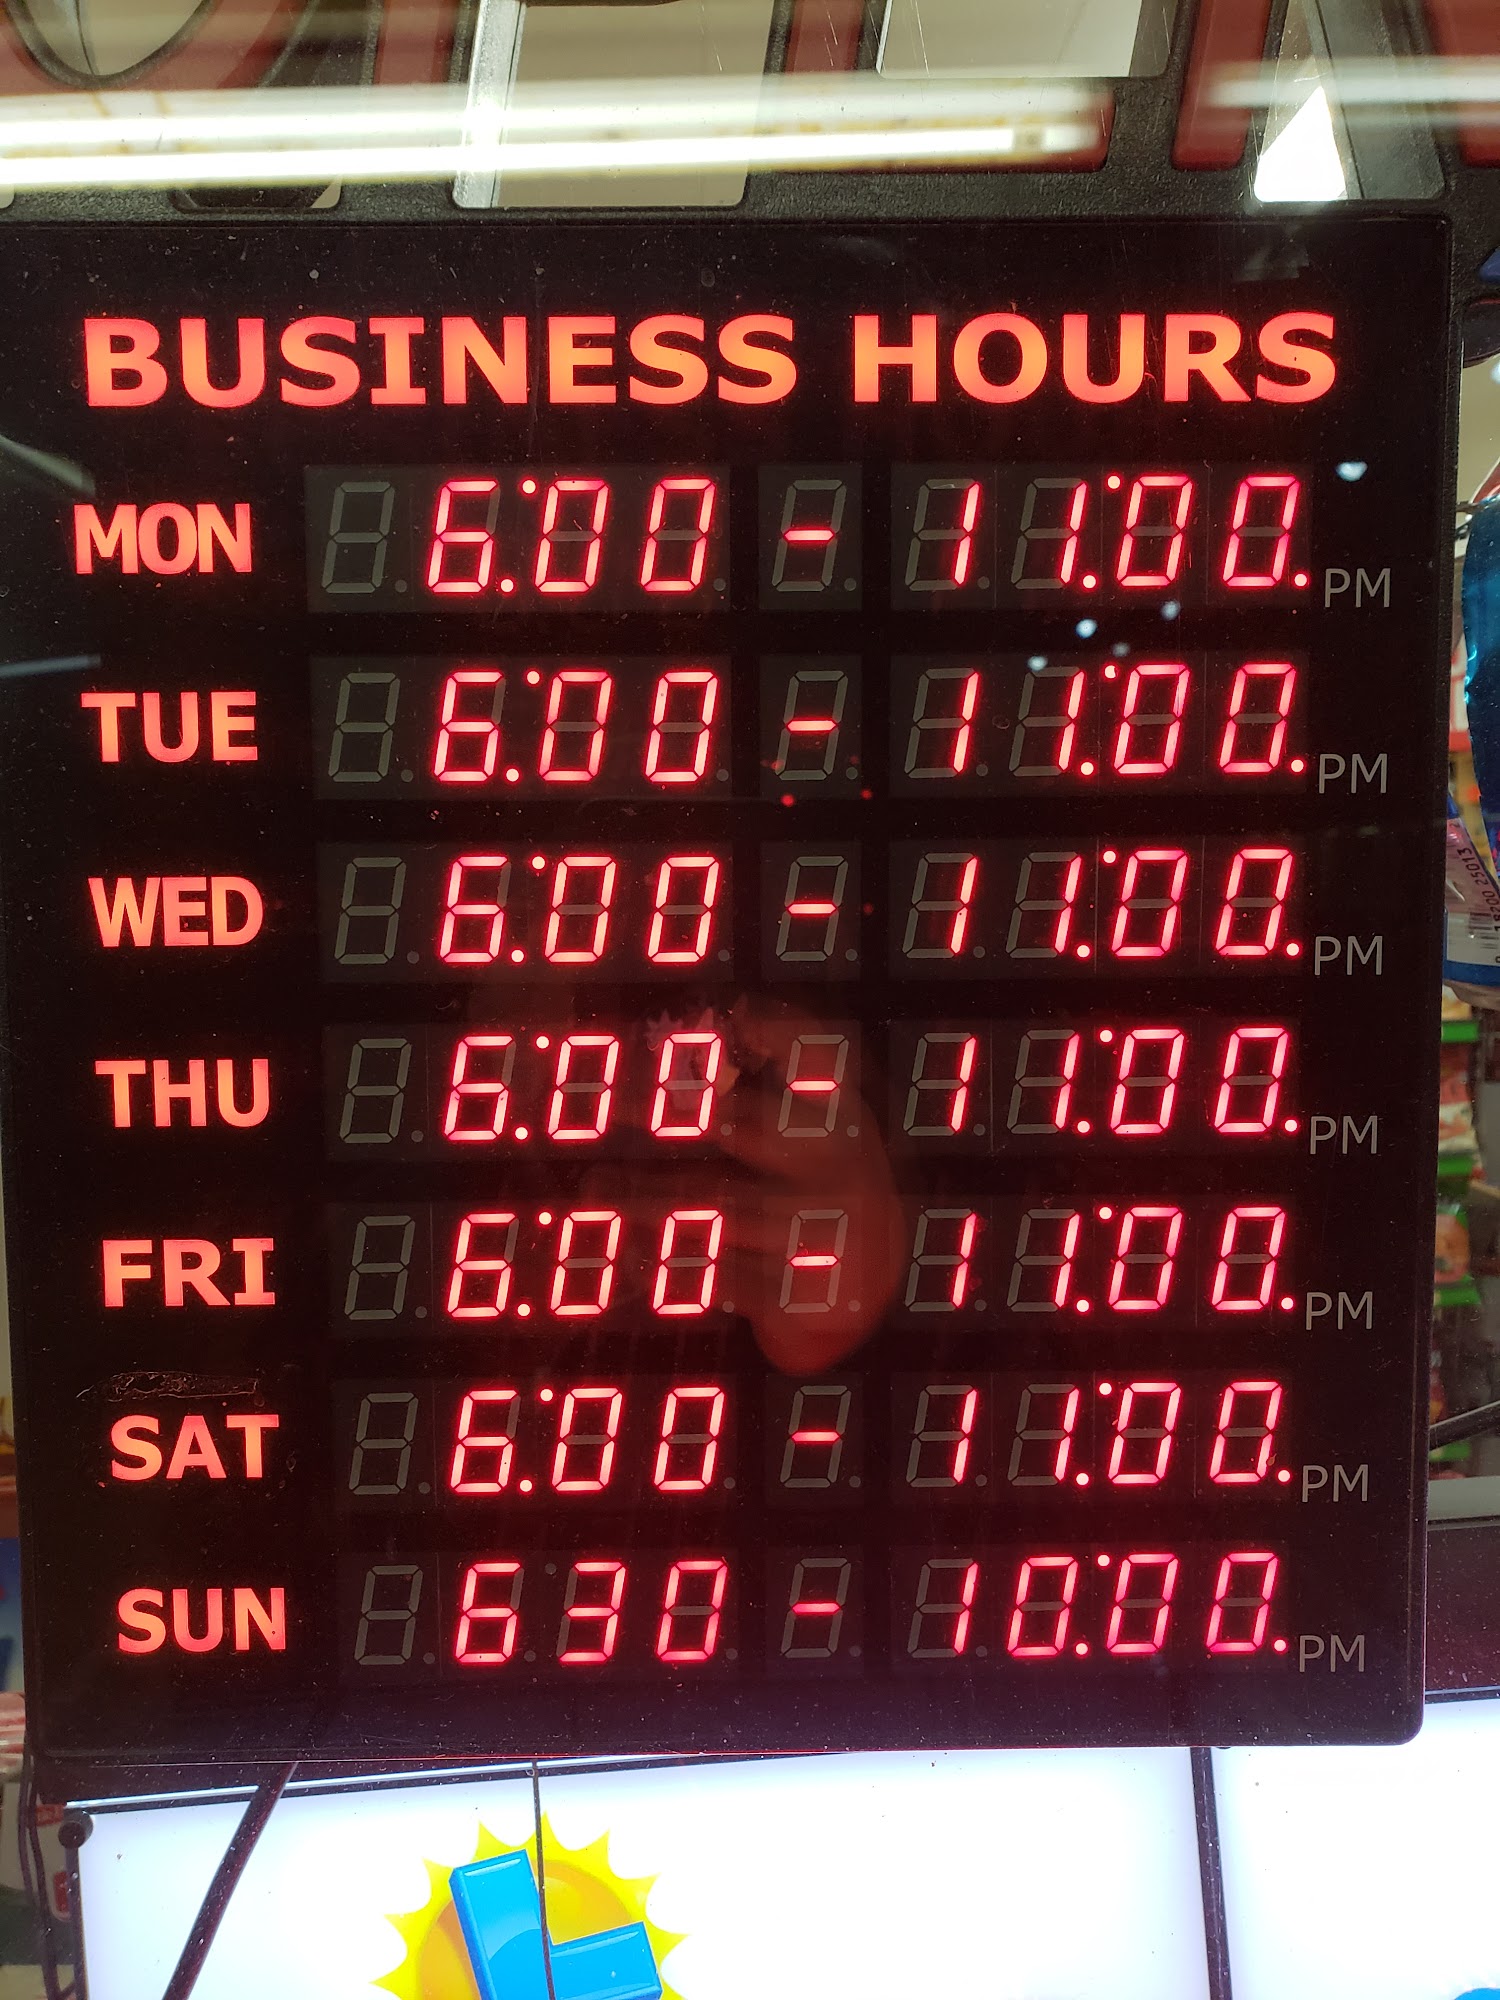 BUSINESS HOURS
MON 6:00 - 11:00 PM
TUE 6:00 - 11:00 PM
WED 6:00 - 11:00 PM
THU 6:00 - 11:00 PM
FRI 6:00 - 11:00 PM
SAT 6:00 - 11:00 PM
SUN 630 - 10:00 PM
L